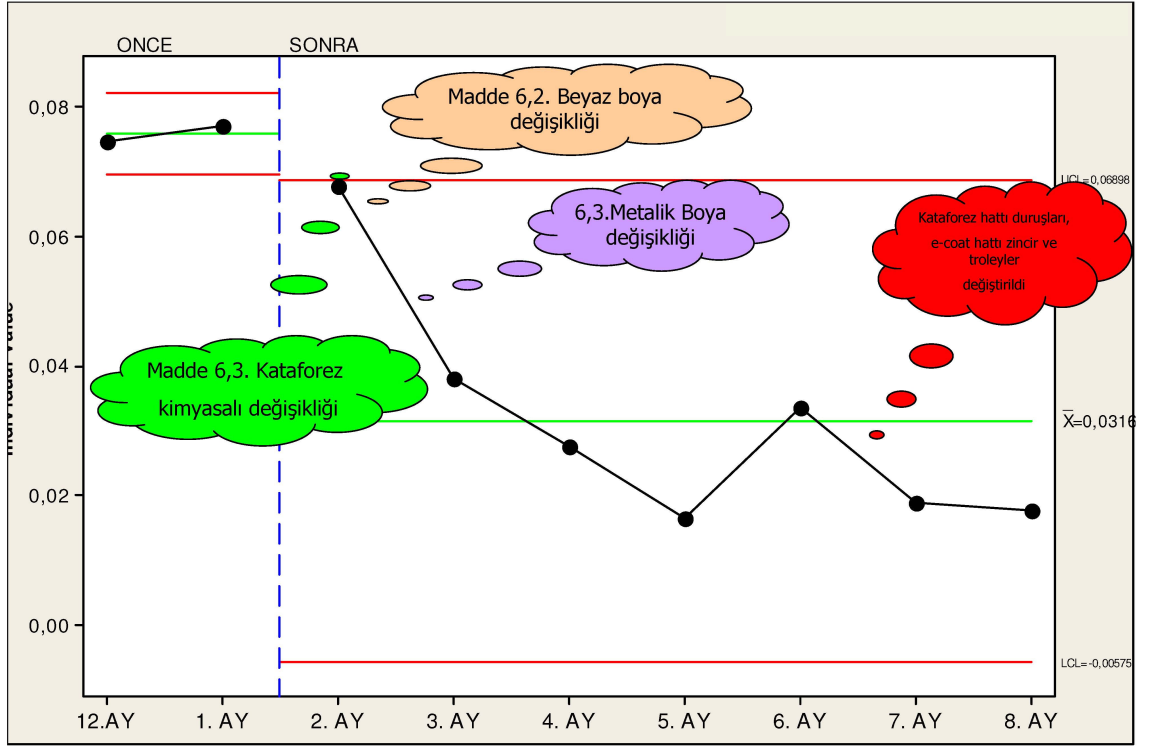 ONCE
SONRA
0,08
0,06
0,04
0,02
0,00
Madde 6,2. Beyaz boya
değişikliği
6,3.Metalik Boya
değişikliği
Kataforez hattı duruşları,
e-coat hattı zincir ve
troleyler
değiştirildi
Madde 6,3. Kataforez
kimyasalı değişikliği
UCL=0,06898
X̄=0,0316
LCL=-0,00575
12.AY 1. AY 2. AY 3. AY 4. AY 5. AY 6. AY 7. AY 8. AY